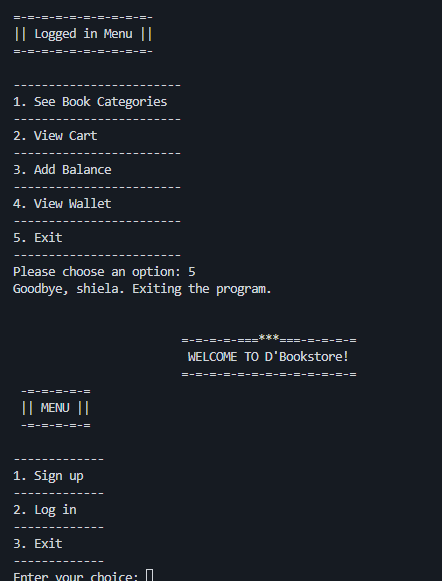 =-=-=-=-=-=-=-=-=-=-
|| Logged in Menu ||
=-=-=-=-=-=-=-=-=-=-
------------------------
1. See Book Categories
------------------------
2. View Cart
------------------------
3. Add Balance
------------------------
4. View Wallet
------------------------
5. Exit
------------------------
Please choose an option: 5
Goodbye, shiela. Exiting the program.
=-=-=-=-===***===-=-=-=-=
WELCOME TO D'Bookstore!
=-=-=-=-=-=-=-=-=-=-=-=-=
-=-=-=-=-=
|| MENU ||
-=-=-=-=-=
-------------
1. Sign up
-------------
2. Log in
-------------
3. Exit
-------------
Enter your choice: